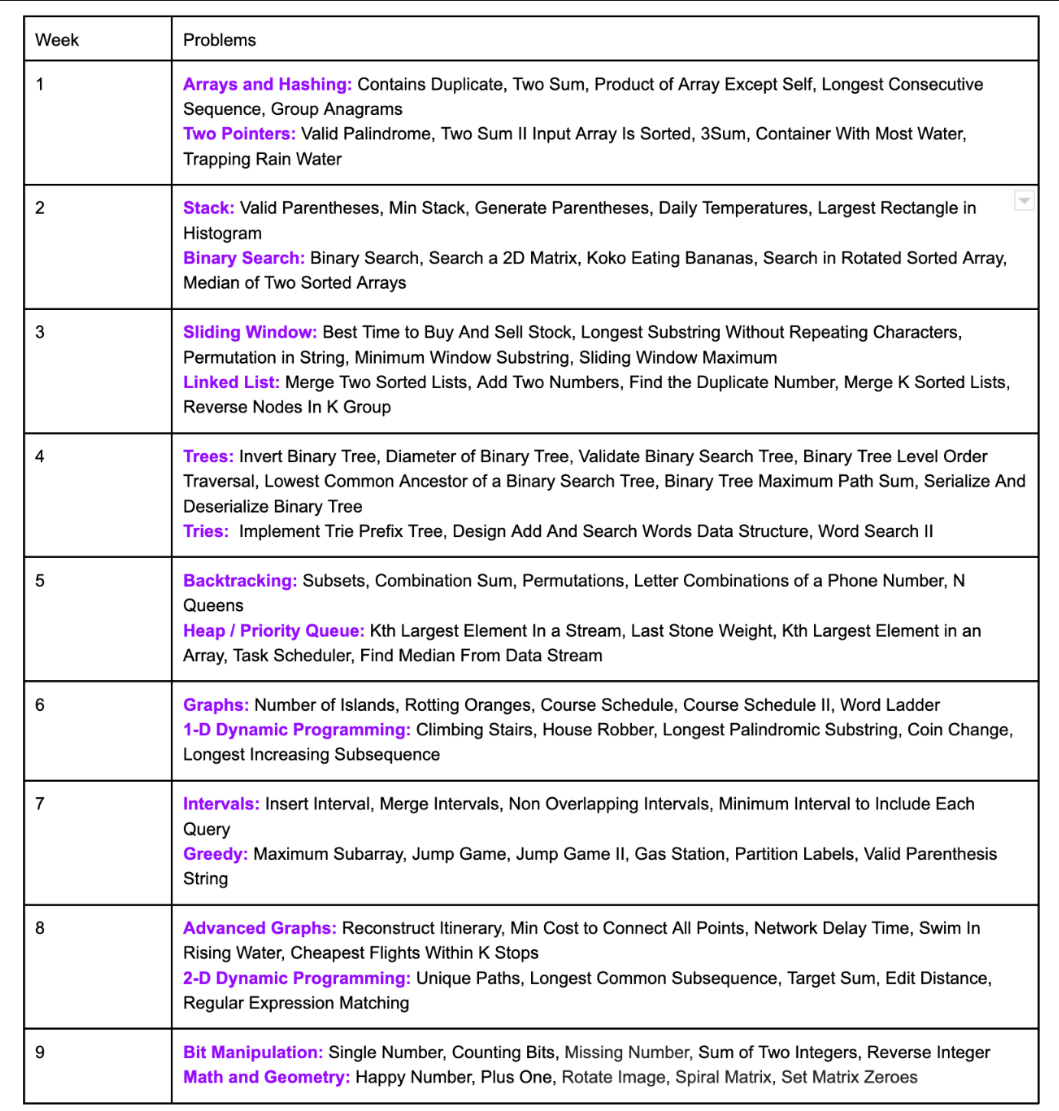 Week Problems
1 Arrays and Hashing: Contains Duplicate, Two Sum, Product of Array Except Self, Longest Consecutive
Sequence, Group Anagrams
Two Pointers: Valid Palindrome, Two Sum II Input Array Is Sorted, 3Sum, Container With Most Water,
Trapping Rain Water
2 Stack: Valid Parentheses, Min Stack, Generate Parentheses, Daily Temperatures, Largest Rectangle in
Histogram
Binary Search: Binary Search, Search a 2D Matrix, Koko Eating Bananas, Search in Rotated Sorted Array,
Median of Two Sorted Arrays
3 Sliding Window: Best Time to Buy And Sell Stock, Longest Substring Without Repeating Characters,
Permutation in String, Minimum Window Substring, Sliding Window Maximum
Linked List: Merge Two Sorted Lists, Add Two Numbers, Find the Duplicate Number, Merge K Sorted Lists,
Reverse Nodes In K Group
4 Trees: Invert Binary Tree, Diameter of Binary Tree, Validate Binary Search Tree, Binary Tree Level Order
Traversal, Lowest Common Ancestor of a Binary Search Tree, Binary Tree Maximum Path Sum, Serialize And
Deserialize Binary Tree
Tries: Implement Trie Prefix Tree, Design Add And Search Words Data Structure, Word Search II
5 Backtracking: Subsets, Combination Sum, Permutations, Letter Combinations of a Phone Number, N
Queens
Heap / Priority Queue: Kth Largest Element In a Stream, Last Stone Weight, Kth Largest Element in an
Array, Task Scheduler, Find Median From Data Stream
6 Graphs: Number of Islands, Rotting Oranges, Course Schedule, Course Schedule II, Word Ladder
1-D Dynamic Programming: Climbing Stairs, House Robber, Longest Palindromic Substring, Coin Change,
Longest Increasing Subsequence
7 Intervals: Insert Interval, Merge Intervals, Non Overlapping Intervals, Minimum Interval to Include Each
Query
Greedy: Maximum Subarray, Jump Game, Jump Game II, Gas Station, Partition Labels, Valid Parenthesis
String
8 Advanced Graphs: Reconstruct Itinerary, Min Cost to Connect All Points, Network Delay Time, Swim In
Rising Water, Cheapest Flights Within K Stops
2-D Dynamic Programming: Unique Paths, Longest Common Subsequence, Target Sum, Edit Distance,
Regular Expression Matching
9 Bit Manipulation: Single Number, Counting Bits, Missing Number, Sum of Two Integers, Reverse Integer
Math and Geometry: Happy Number, Plus One, Rotate Image, Spiral Matrix, Set Matrix Zeroes